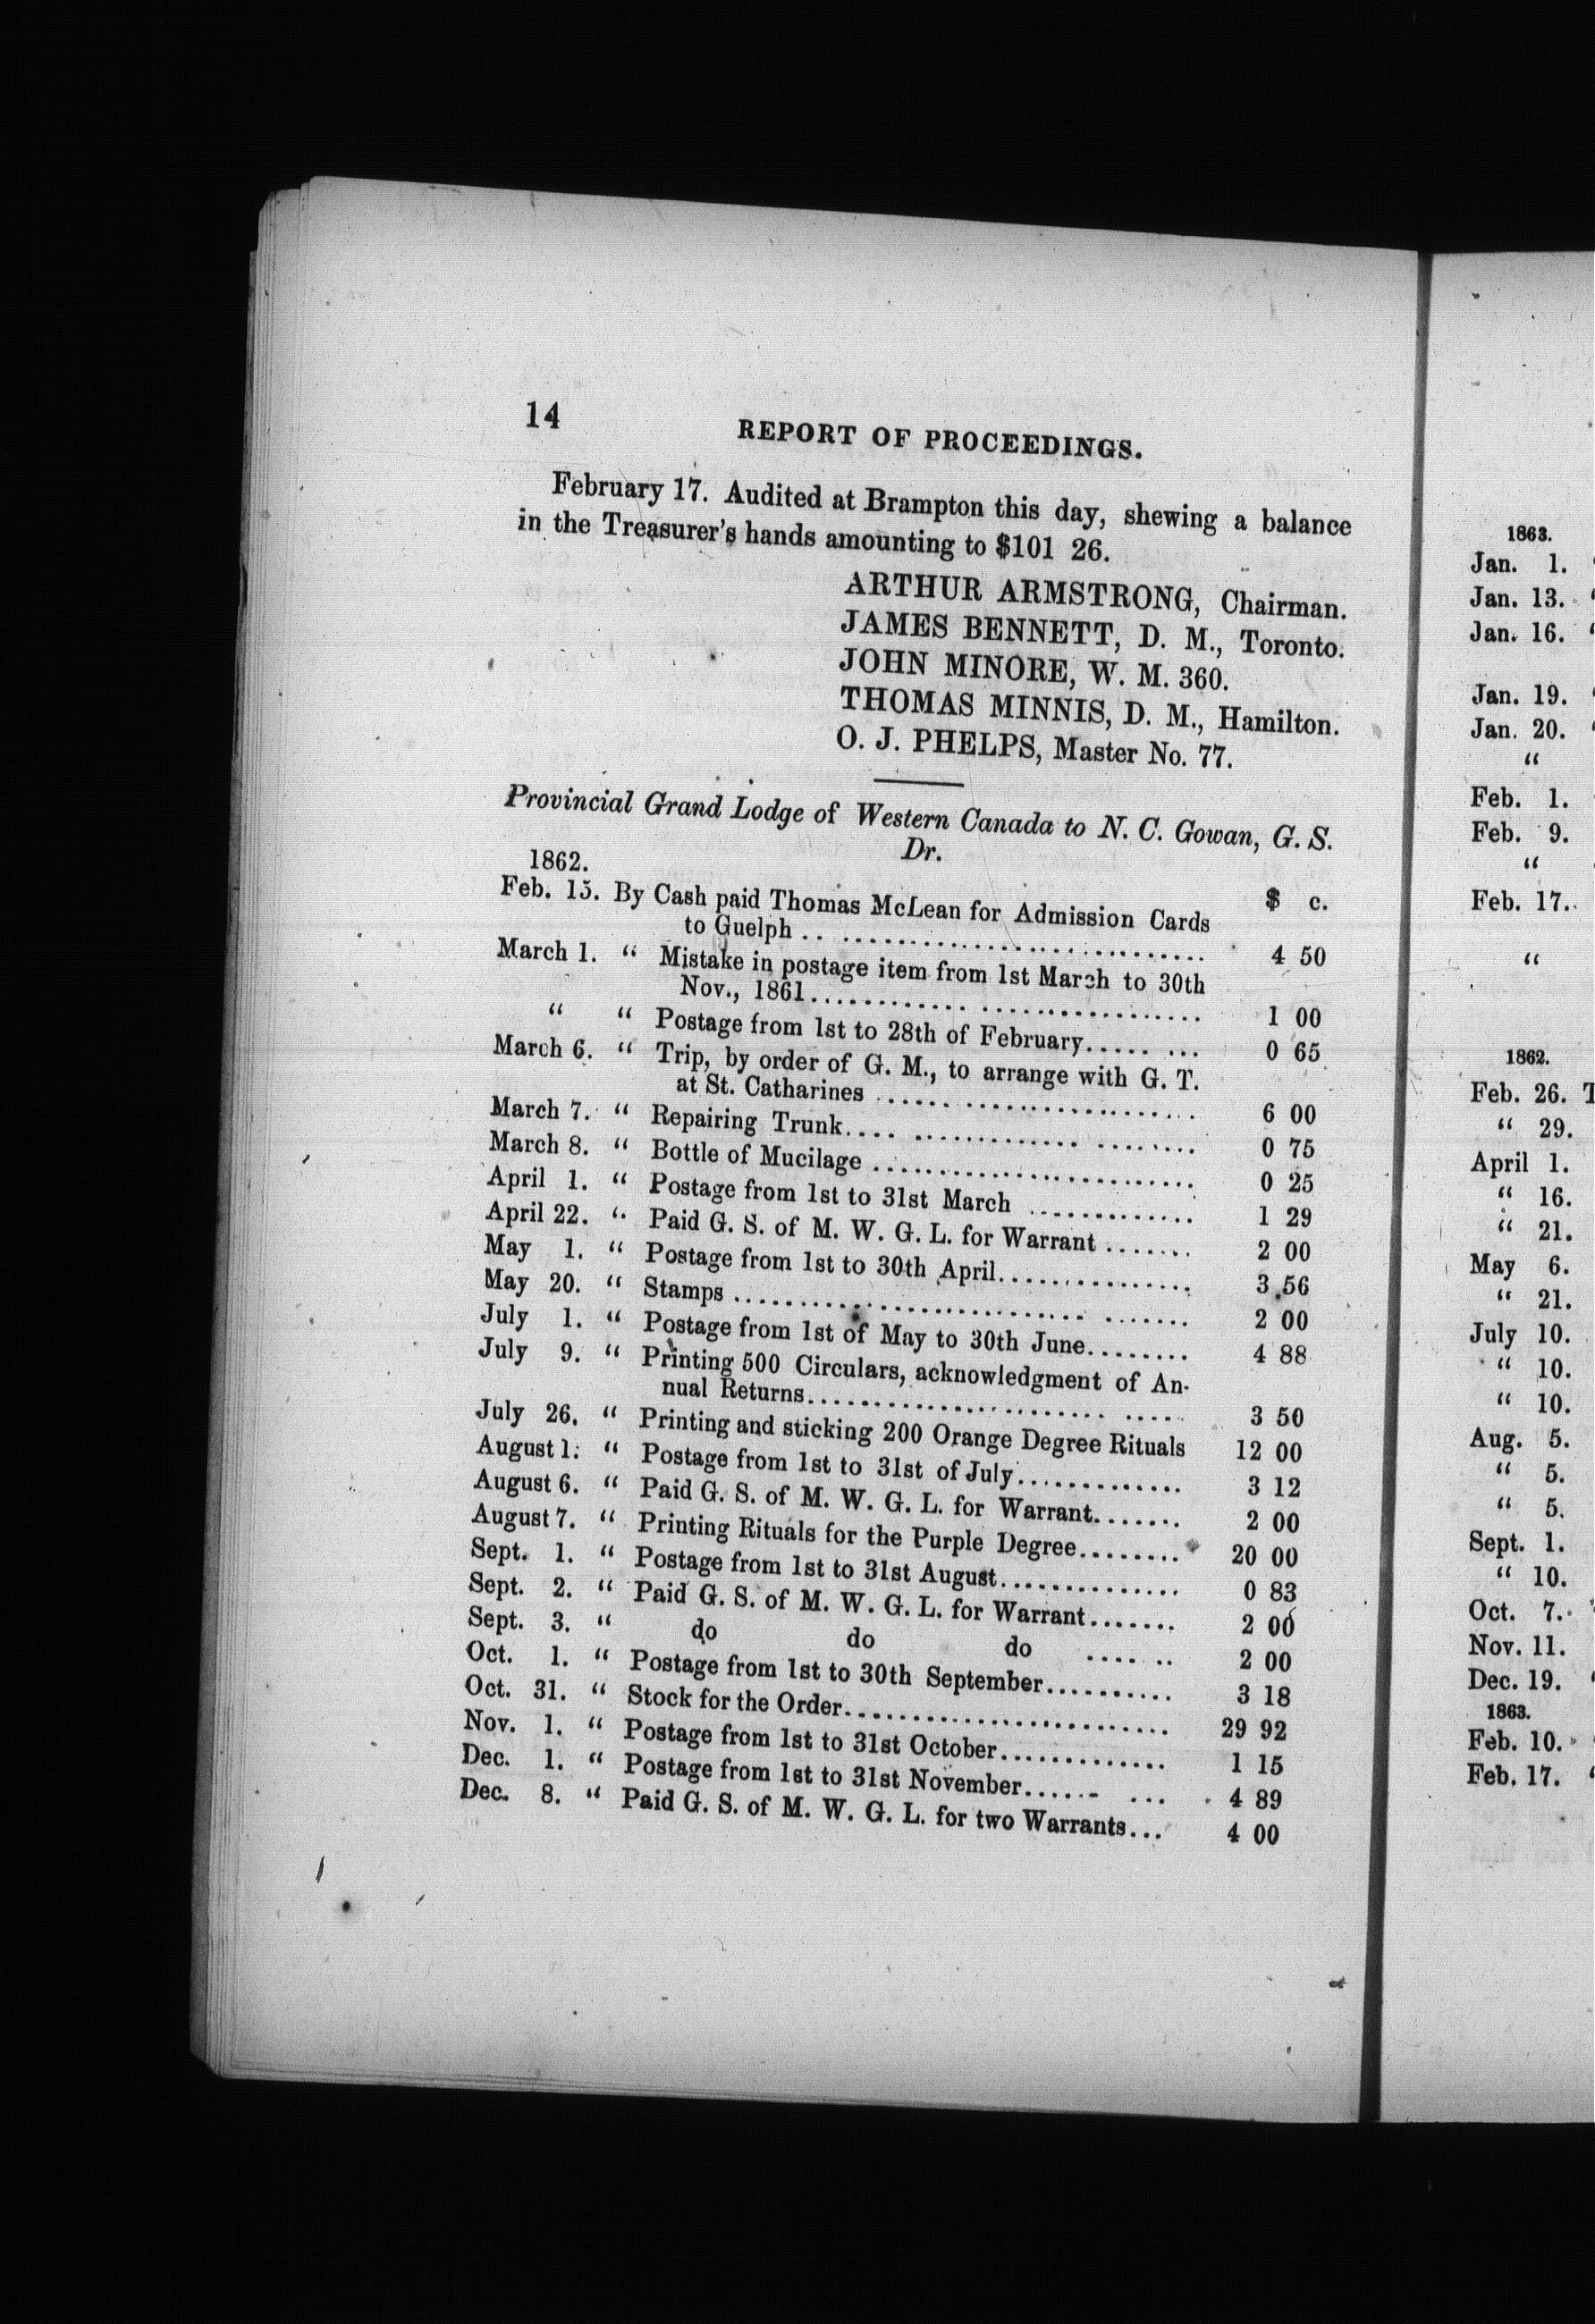 14
REPORT OF PROCEEDINGS.
February 17. Audited at Brampton this day, shewing a balance
in the Treasurer's hands amounting to $101 26.
ARTHUR ARMSTRONG, Chairman.
JAMES BENNETT, D. M., Toronto.
JOHN MINORE, W. M. 360.
THOMAS MINNIS, D. M., Hamilton.
O. J. PHELPS, Master No. 77.
Provincial Grand Lodge of Western Canada to N. C. Gowan, G. S.
Dr.
1862.
$ c.
Feb. 15. By Cash paid Thomas McLean for Admission Cards
to Guelph .. ........................... 4 50
March 1. " Mistake in postage item from 1st March to 30th
Nov., 1861............ ................. 1 00
" " Postage from 1st to 28th of February..... ... 0 65
March 6. " Trip, by order of G. M., to arrange with G. T.
at St. Catharines ......................... 6 00
March 7. " Repairing Trunk.... ............. ........ 0 75
March 8. " Bottle of Mucilage ......................... 0 25
April 1. " Postage from 1st to 31st March ............. 1 29
April 22. " Paid G. S. of M. W. G. L. for Warrant ....... 2 00
May 1. " Postage from 1st to 30th April............... 3 56
May 20. " Stamps ........................... ....... 2 00
July 1. " Postage from 1st of May to 30th June........ 4 88
July 9. " Printing 500 Circulars, acknowledgment of An-
nual Returns....................... ..... 3 50
July 26. " Printing and sticking 200 Orange Degree Rituals 12 00
August 1. " Postage from 1st to 31st of July............. 3 12
August 6. " Paid G. S. of M. W. G. L. for Warrant....... 2 00
August 7. " Printing Rituals for the Purple Degree........ 20 00
Sept. 1. " Postage from 1st to 31st August.............. 0 83
Sept. 2. " Paid G. S. of M. W. G. L. for Warrant....... 2 00
Sept. 3. " do do do .... .. 2 00
Oct. 1. " Postage from 1st to 30th September.......... 3 18
Oct. 31. " Stock for the Order......................... 29 92
Nov. 1. " Postage from 1st to 31st October............. 1 15
Dec. 1. " Postage from 1st to 31st November...... ... 4 89
Dec. 8. " Paid G. S. of M. W. G. L. for two Warrants... 4 00
1863.
Jan. 1.
Jan. 13.
Jan. 16.
Jan. 19.
Jan. 20.
"
Feb. 1.
Feb. 9.
"
Feb. 17.
"
1862.
Feb. 26.
" 29.
April 1.
" 16.
" 21.
May 6.
" 21.
July 10.
" 10.
" 10.
Aug. 5.
" 5.
" 5.
Sept. 1.
" 10.
Oct. 7.
Nov. 11.
Dec. 19.
1863.
Feb. 10.
Feb. 17.